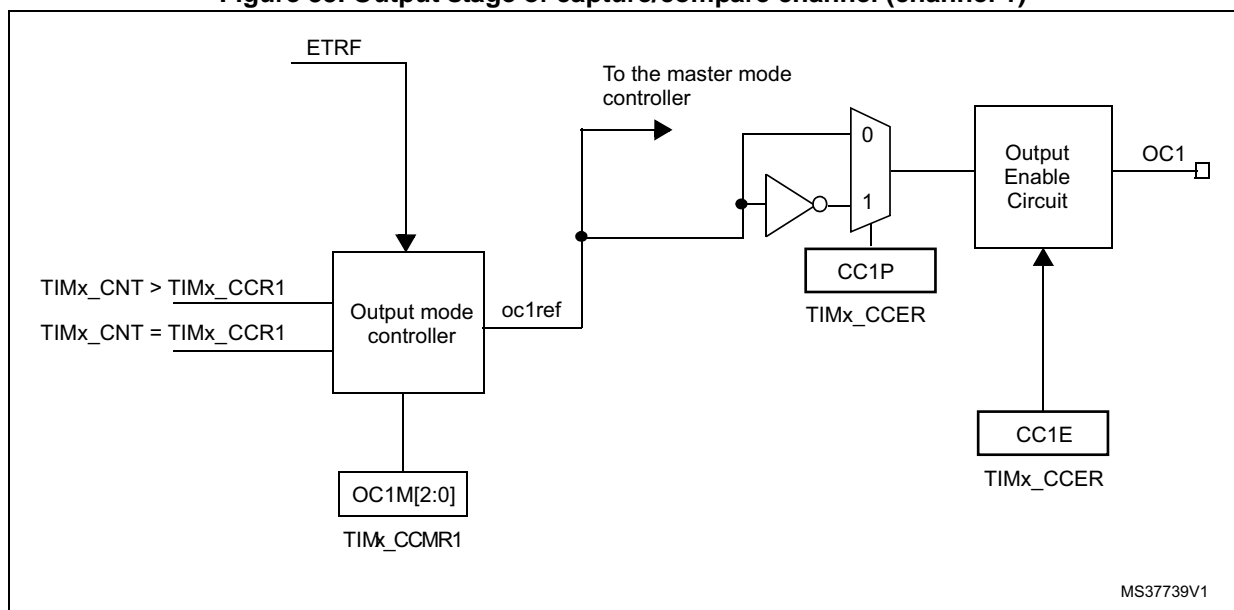 ETRF
To the master mode
controller
0
1
Output
Enable
Circuit
OC1
CC1P
TIMx_CCER
TIMx_CNT > TIMx_CCR1
TIMx_CNT = TIMx_CCR1
Output mode
controller
oc1ref
CC1E
TIMx_CCER
OC1M[2:0]
TIMx_CCMR1
MS37739V1